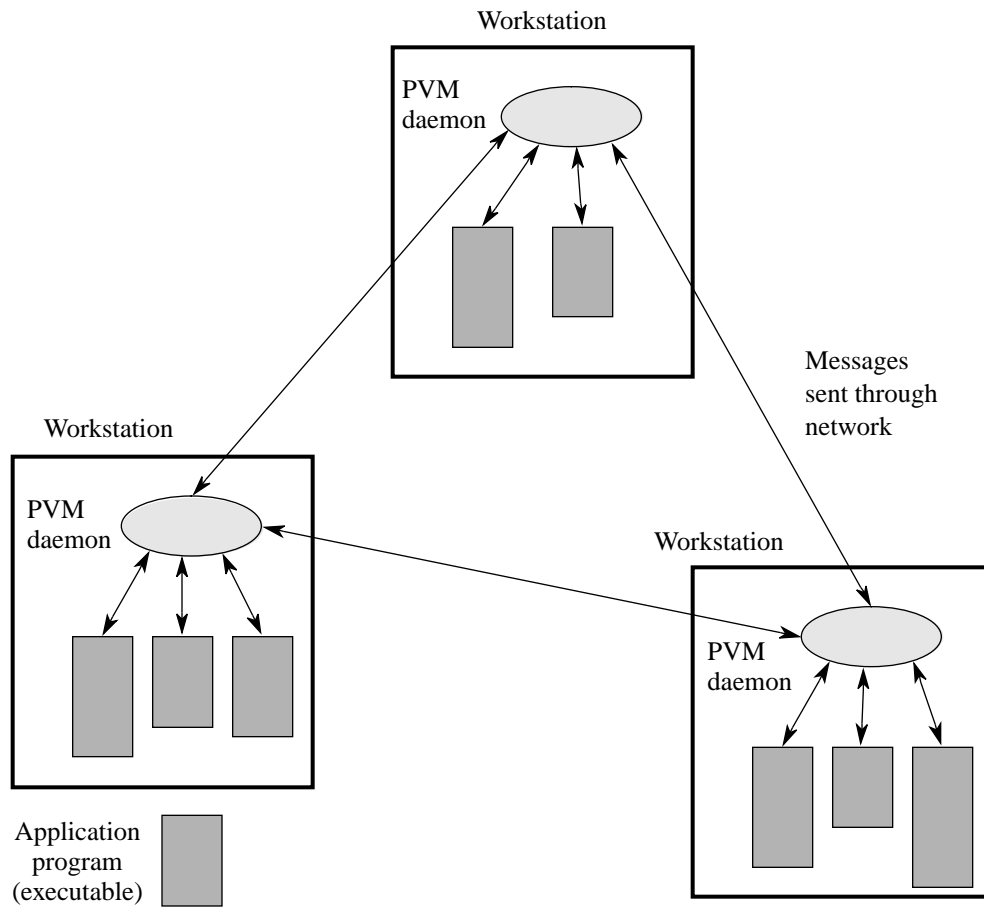 Workstation
PVM
daemon
Messages
sent through
network
Workstation
PVM
daemon
Workstation
PVM
daemon
Application
program
(executable)